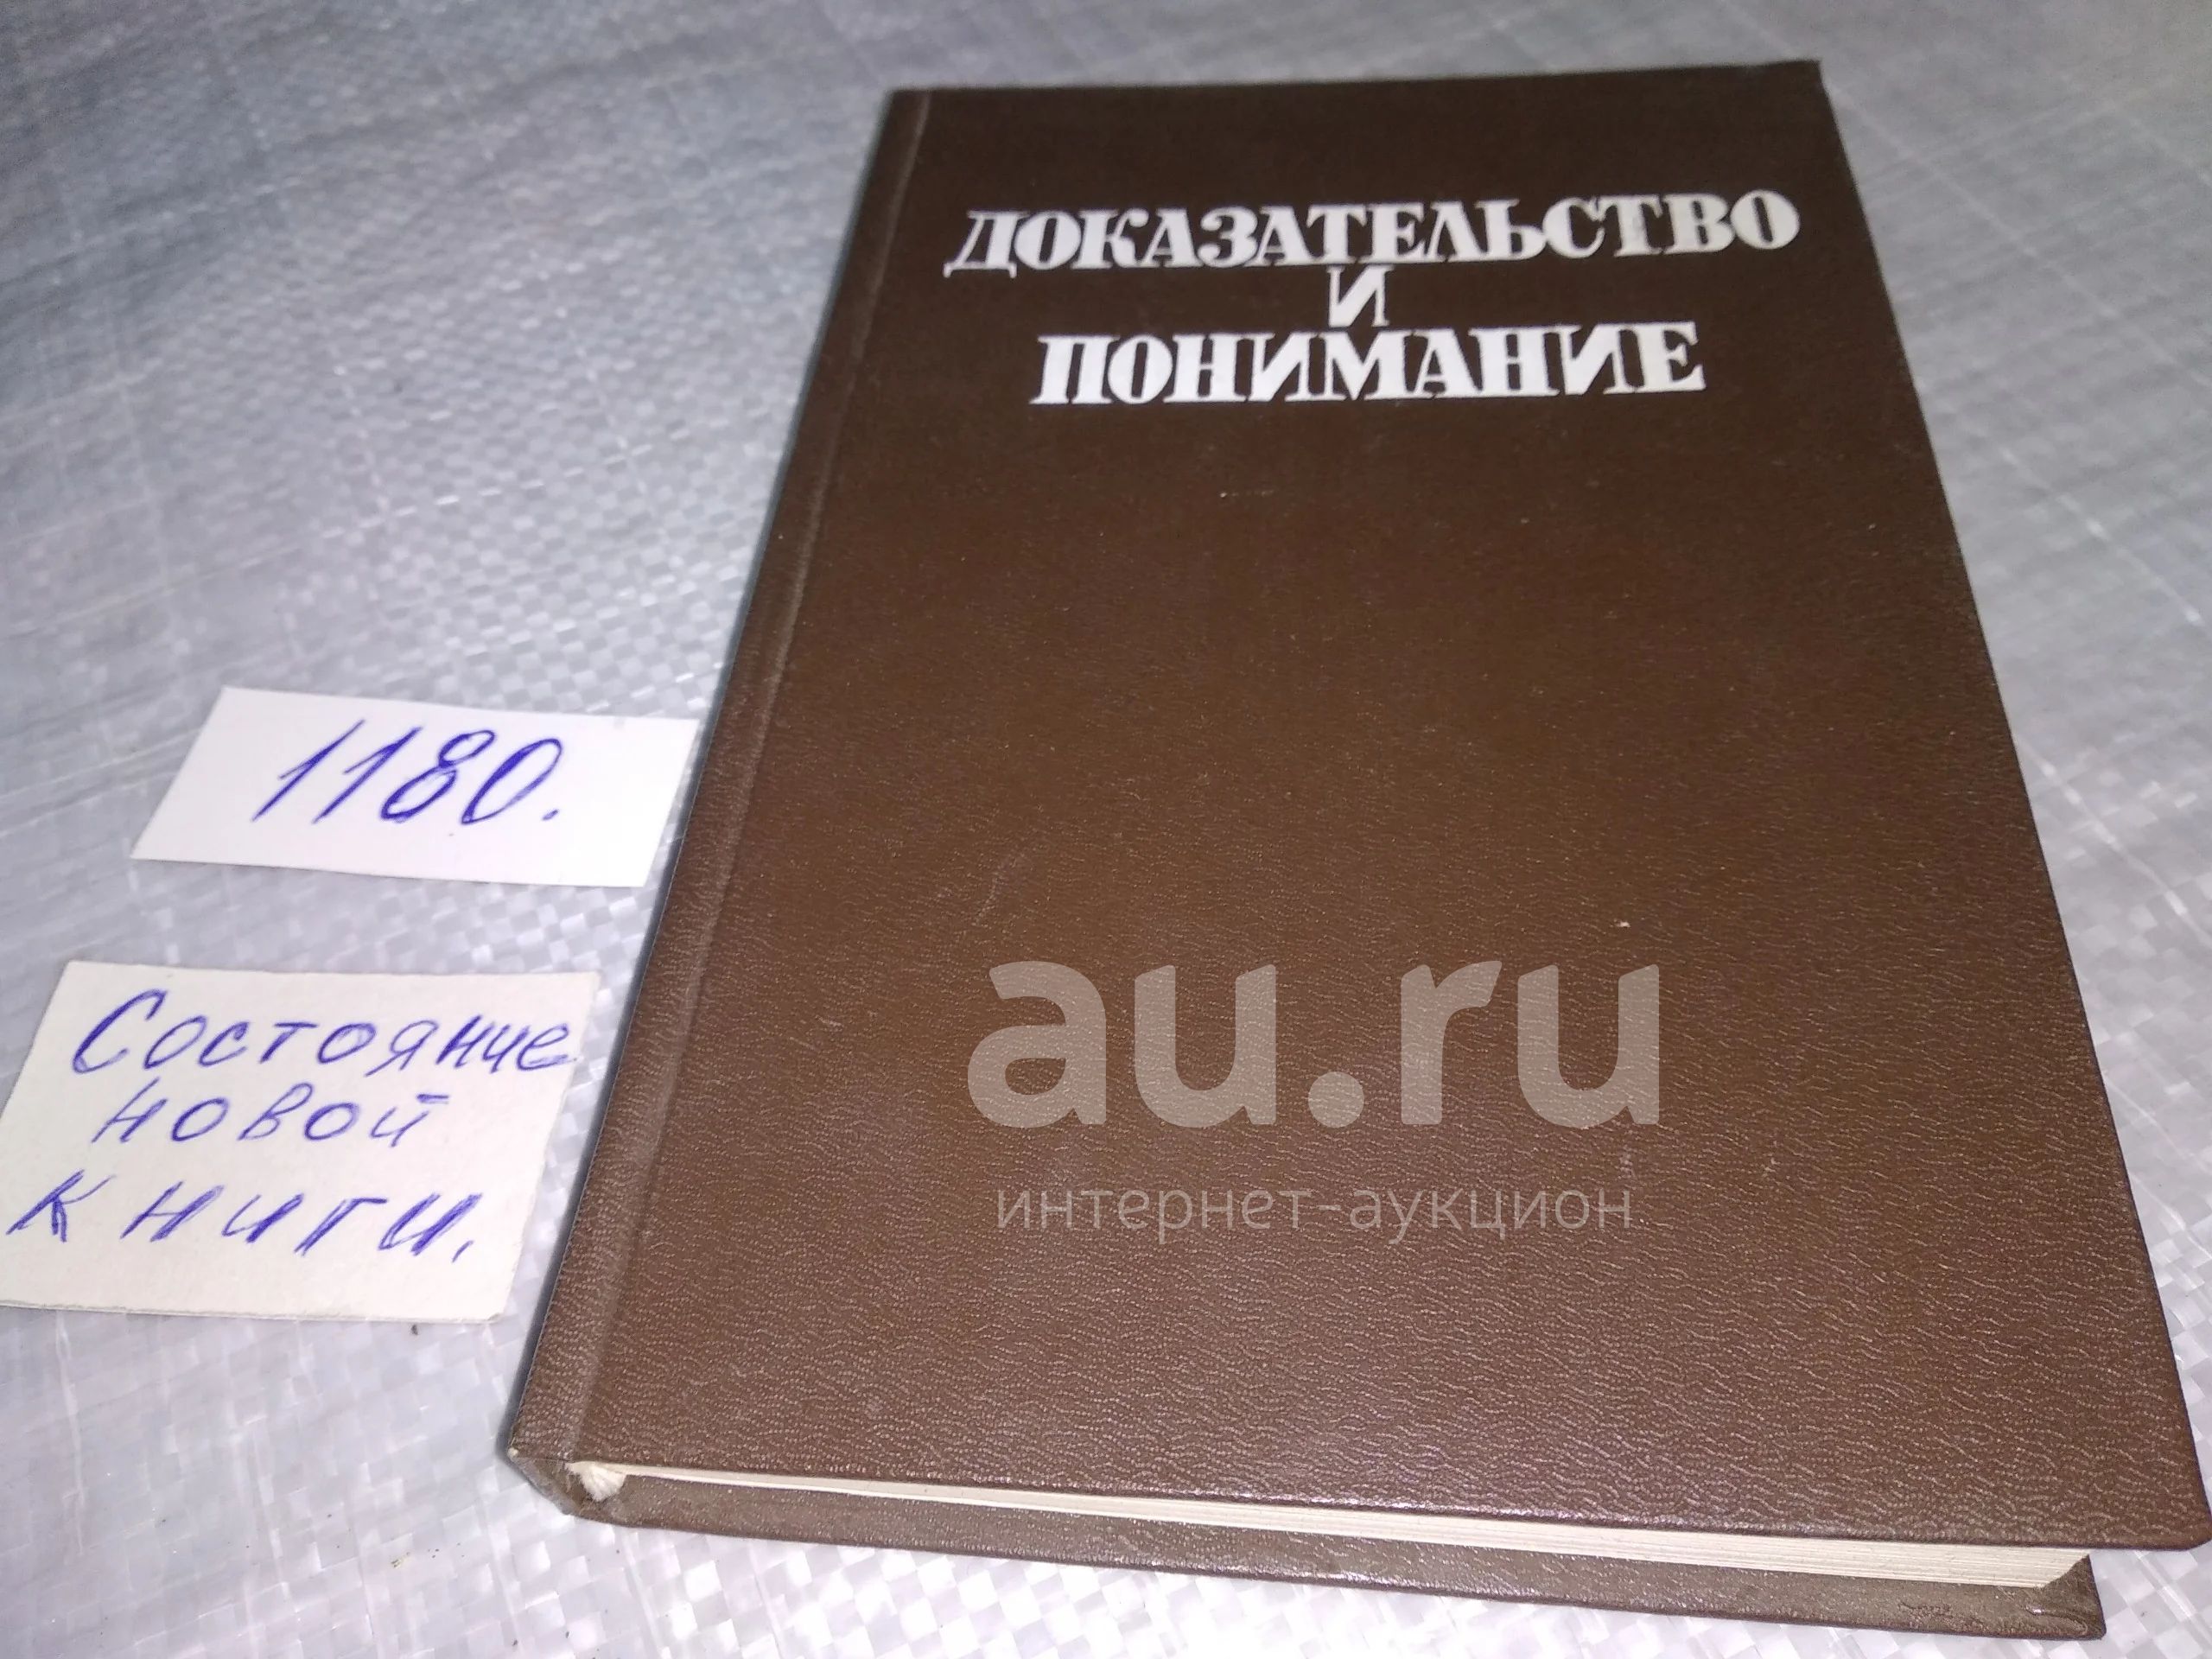 ДОКАЗАТЕЛЬСТВО
И
ПОНИМАНИЕ
1180.
Состояние
новой
книги.
au.ru
интернет-аукцион